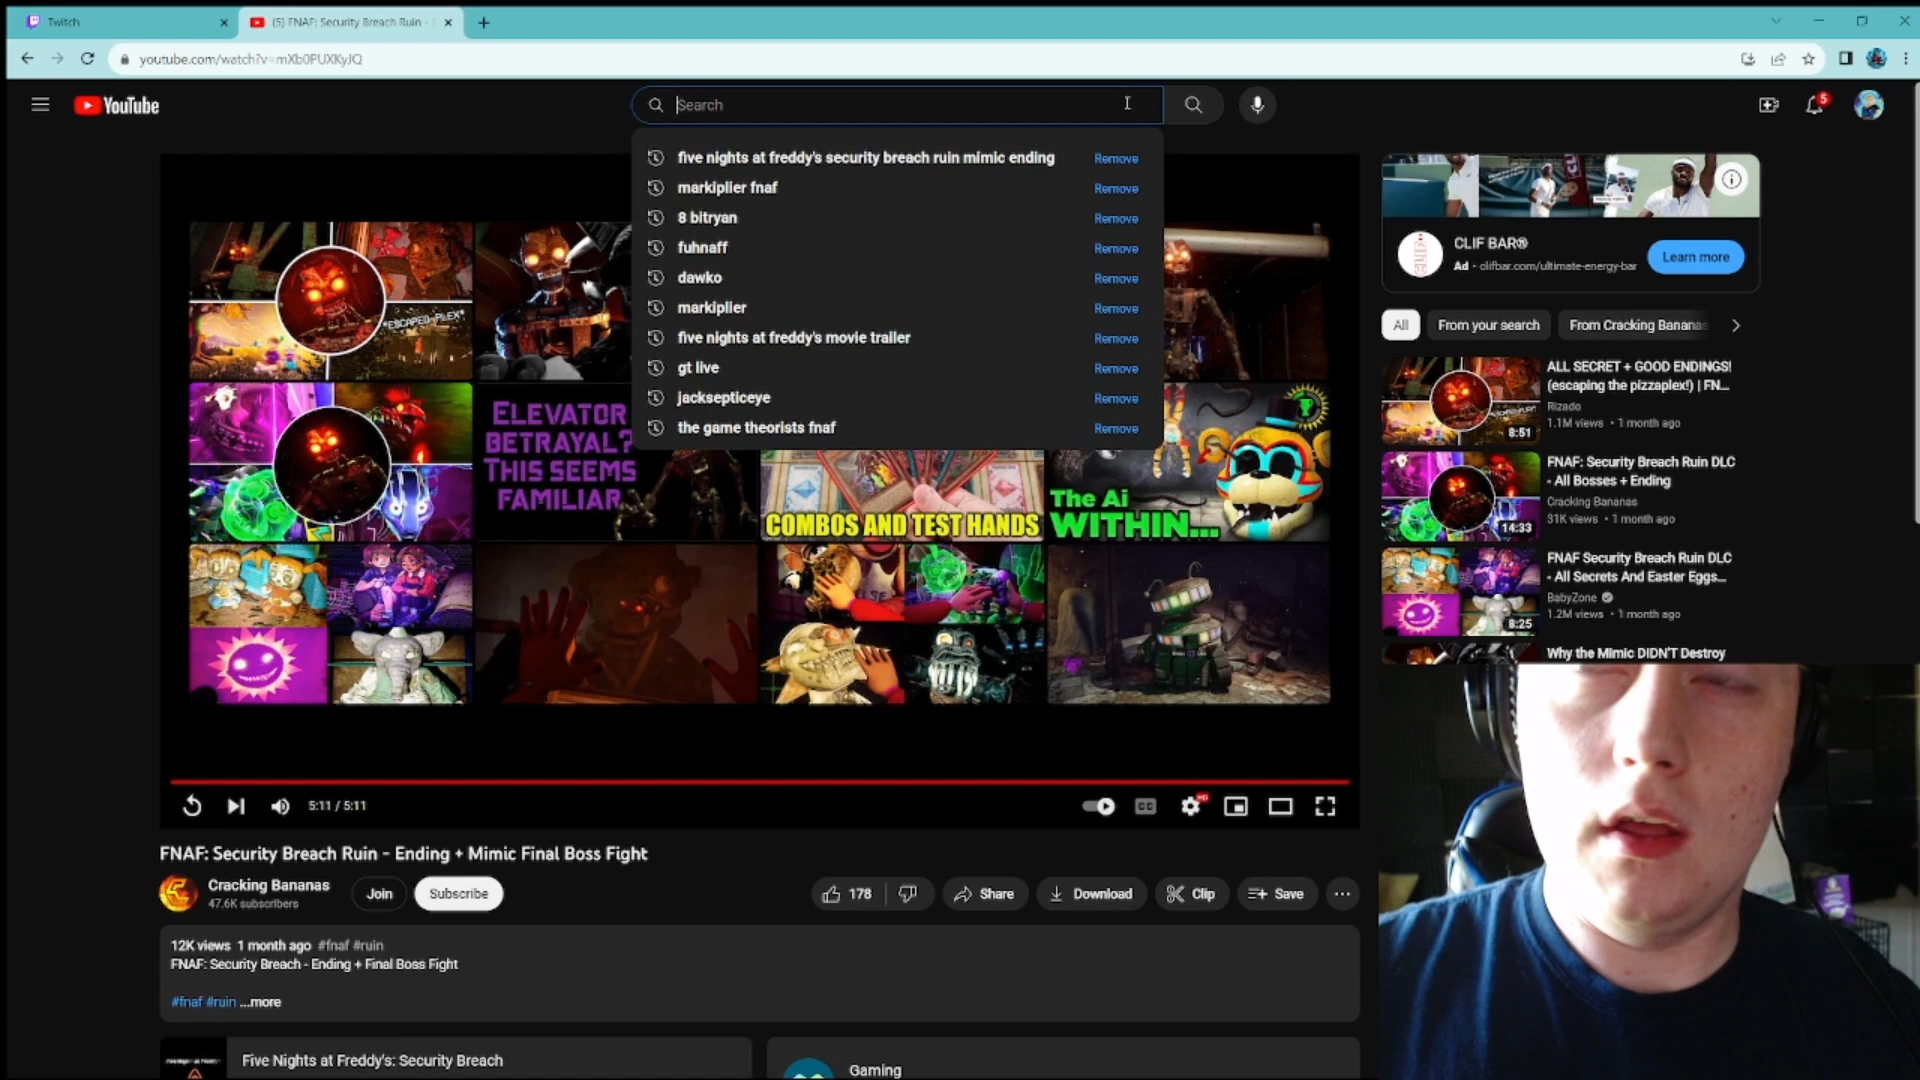 Twitch
(5) FNAF: Security Breach Ruin -
youtube.com/watch?v=mXb0PUXKyJQ
YouTube
Search
5
five nights at freddy's security breach ruin mimic ending Remove
markiplier fnaf Remove
8 bitryan Remove
fuhnaff Remove
dawko Remove
markiplier Remove
five nights at freddy's movie trailer Remove
gt live Remove
jacksepticeye Remove
the game theorists fnaf Remove
*ESCAPED-PLEX*
ELEVATOR
BETRAYAL?
THIS SEEMS
FAMILIAR
COMBOS AND TEST HANDS
The Ai
WITHIN...
CLIF BAR®
Ad · clifbar.com/ultimate-energy-bar
Learn more
All From your search From Cracking Bananas
ALL SECRET + GOOD ENDINGS!
(escaping the pizzaplex!) | FN...
Rizado
1.1M views • 1 month ago
8:51
FNAF: Security Breach Ruin DLC
- All Bosses + Ending
Cracking Bananas
31K views • 1 month ago
14:33
FNAF Security Breach Ruin DLC
- All Secrets And Easter Eggs...
BabyZone
1.2M views • 1 month ago
8:25
Why the Mimic DIDN'T Destroy
5:11 / 5:11
CC
HD
FNAF: Security Breach Ruin - Ending + Mimic Final Boss Fight
Cracking Bananas
47.6K subscribers
Join
Subscribe
178
Share
Download
Clip
Save
12K views 1 month ago #fnaf #ruin
FNAF: Security Breach - Ending + Final Boss Fight
#fnaf #ruin ...more
Five Nights at Freddy's: Security Breach
Gaming